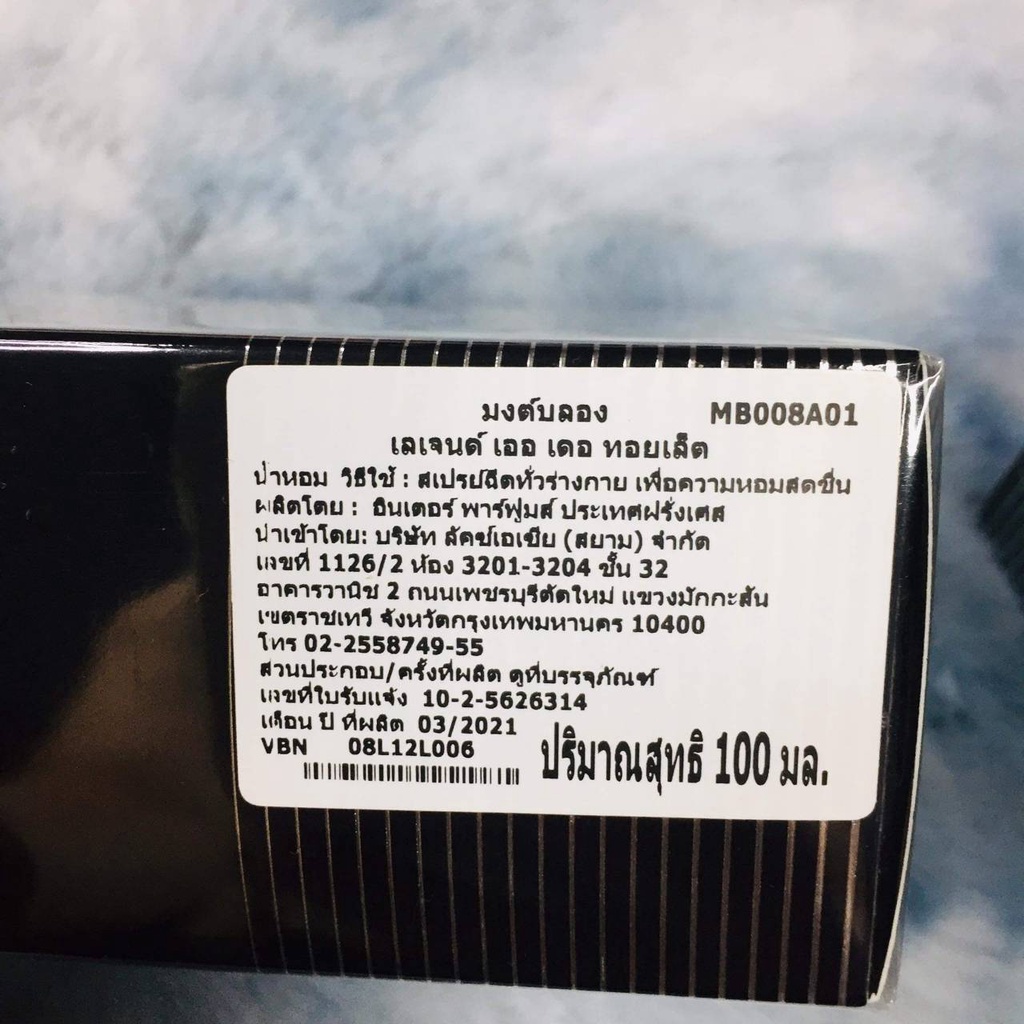 มงต์บลอง MB008A01
เลเจนด์ เออ เดอ ทอยเล็ต
น้ำหอม วิธีใช้ : สเปรย์ฉีดทั่วร่างกาย เพื่อความหอมสดชื่น
ผลิตโดย : อินเตอร์ พาร์ฟูมส์ ประเทศฝรั่งเศส
นำเข้าโดย: บริษัท ลัคซ์เอเชีย (สยาม) จำกัด
เลขที่ 1126/2 ห้อง 3201-3204 ชั้น 32
อาคารวานิช 2 ถนนเพชรบุรีตัดใหม่ แขวงมักกะสัน
เขตราชเทวี จังหวัดกรุงเทพมหานคร 10400
โทร 02-2558749-55
ส่วนประกอบ/ครั้งที่ผลิต ดูที่บรรจุภัณฑ์
เลขที่ใบรับแจ้ง 10-2-5626314
เดือน ปี ที่ผลิต 03/2021
VBN 08L12L006
ปริมาณสุทธิ 100 มล.